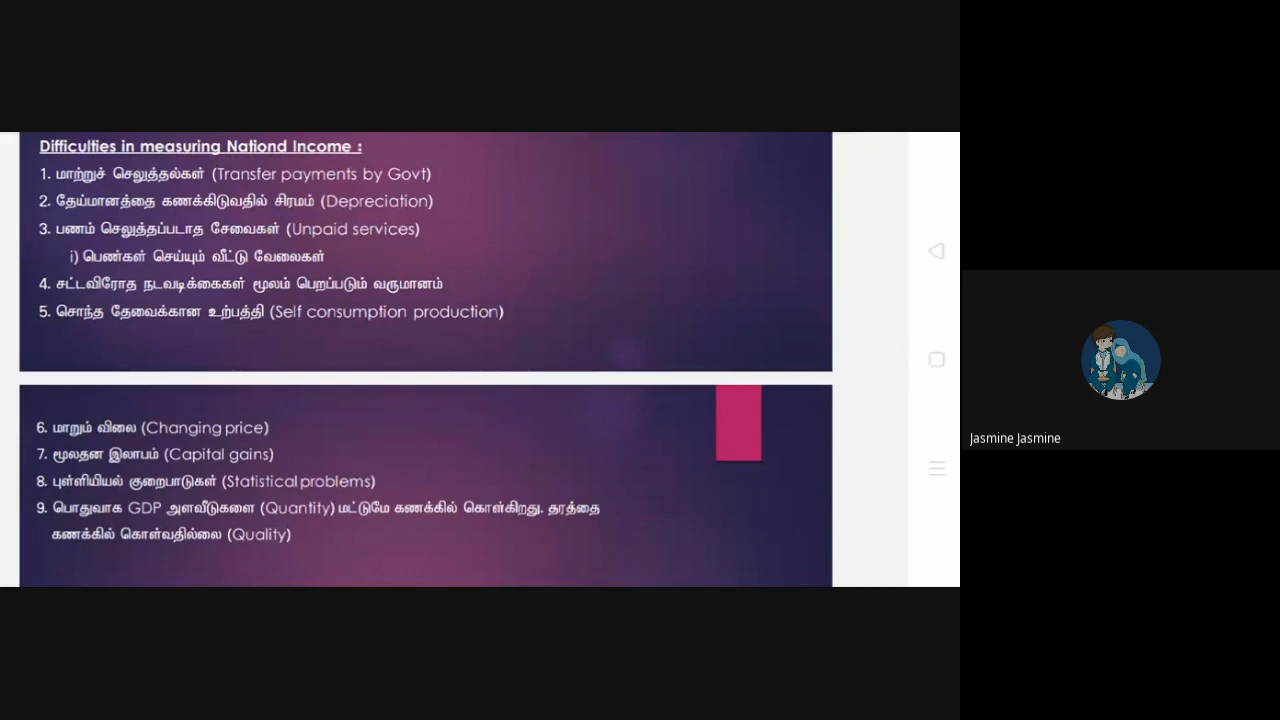 Difficulties in measuring Nationd Income :
1. மாற்றுச் செலுத்தல்கள் (Transfer payments by Govt)
2. தேய்மானத்தை கணக்கிடுவதில் சிரமம் (Depreciation)
3. பணம் செலுத்தப்படாத சேவைகள் (Unpaid services)
i) பெண்கள் செய்யும் வீட்டு வேலைகள்
4. சட்டவிரோத நடவடிக்கைகள் மூலம் பெறப்படும் வருமானம்
5. சொந்த தேவைக்கான உற்பத்தி (Self consumption production)
6. மாறும் விலை (Changing price)
7. மூலதன இலாபம் (Capital gains)
8. புள்ளியியல் குறைபாடுகள் (Statistical problems)
9. பொதுவாக GDP அளவீடுகளை (Quantity) மட்டுமே கணக்கில் கொள்கிறது. தரத்தை
கணக்கில் கொள்வதில்லை (Quality)
Jasmine Jasmine